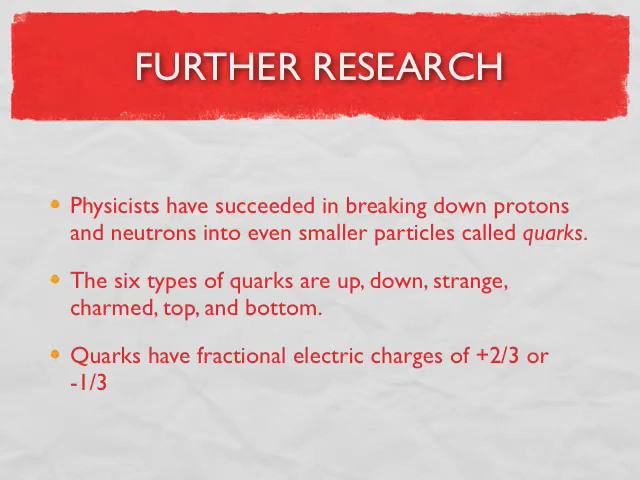 FURTHER RESEARCH
Physicists have succeeded in breaking down protons
and neutrons into even smaller particles called quarks.
The six types of quarks are up, down, strange,
charmed, top, and bottom.
Quarks have fractional electric charges of +2/3 or
-1/3